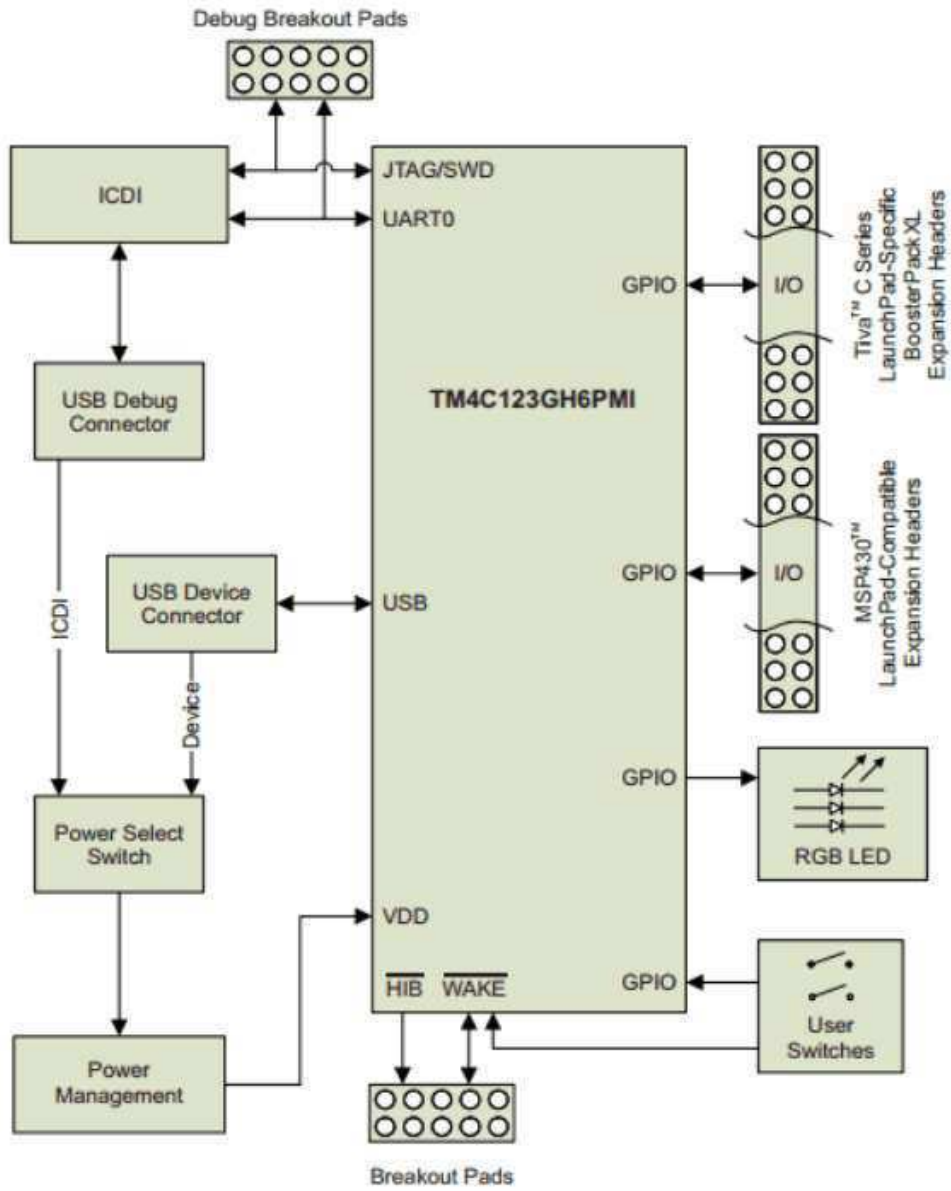 Debug Breakout Pads
ICDI
JTAG/SWD
UART0
GPIO
I/O
Tiva™ C Series
LaunchPad-Specific
BoosterPackXL
Expansion Headers
USB Debug
Connector
TM4C123GH6PMI
ICDI
USB Device
Connector
USB
GPIO
I/O
MSP430™
LaunchPad-Compatible
Expansion Headers
Device
GPIO
RGB LED
Power Select
Switch
VDD
HIB
WAKE
GPIO
User
Switches
Power
Management
Breakout Pads